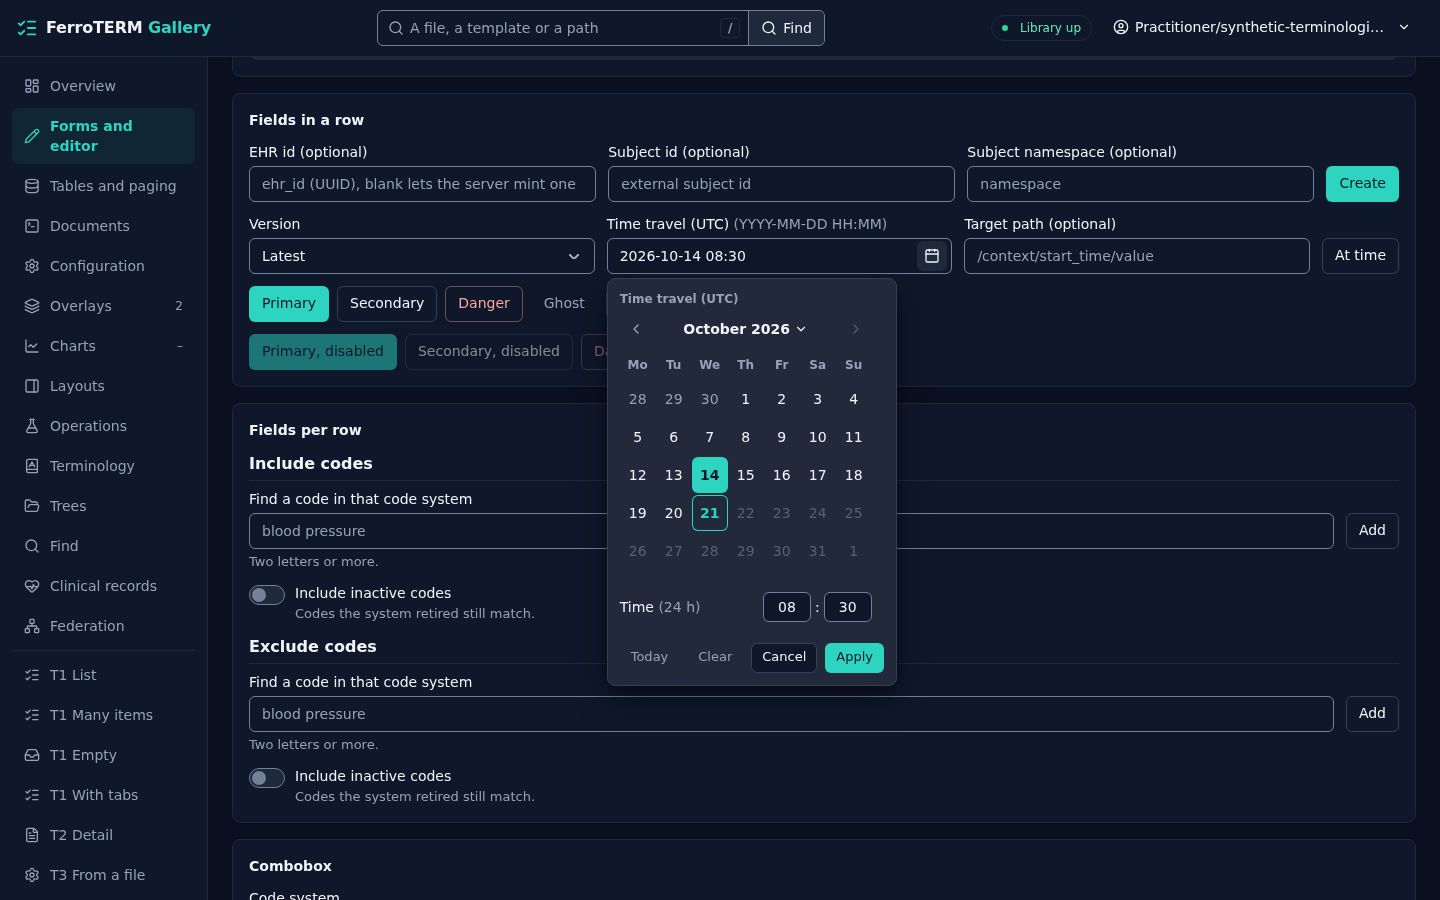 FerroTERM Gallery
A file, a template or a path
/
Find
Library up
Practitioner/synthetic-terminologi...
Overview
Forms and
editor
Tables and paging
Documents
Configuration
Overlays 2
Charts –
Layouts
Operations
Terminology
Trees
Find
Clinical records
Federation
T1 List
T1 Many items
T1 Empty
T1 With tabs
T2 Detail
T3 From a file
Fields in a row
EHR id (optional) Subject id (optional) Subject namespace (optional)
ehr_id (UUID), blank lets the server mint one external subject id namespace Create
Version Time travel (UTC) (YYYY-MM-DD HH:MM) Target path (optional)
Latest 2026-10-14 08:30 /context/start_time/value At time
Primary Secondary Danger Ghost
Primary, disabled Secondary, disabled
Time travel (UTC)
October 2026
Mo Tu We Th Fr Sa Su
28 29 30 1 2 3 4
5 6 7 8 9 10 11
12 13 14 15 16 17 18
19 20 21 22 23 24 25
26 27 28 29 30 31 1
Time (24 h) 08 : 30
Today Clear Cancel Apply
Fields per row
Include codes
Find a code in that code system
blood pressure Add
Two letters or more.
Include inactive codes
Codes the system retired still match.
Exclude codes
Find a code in that code system
blood pressure Add
Two letters or more.
Include inactive codes
Codes the system retired still match.
Combobox
Code system